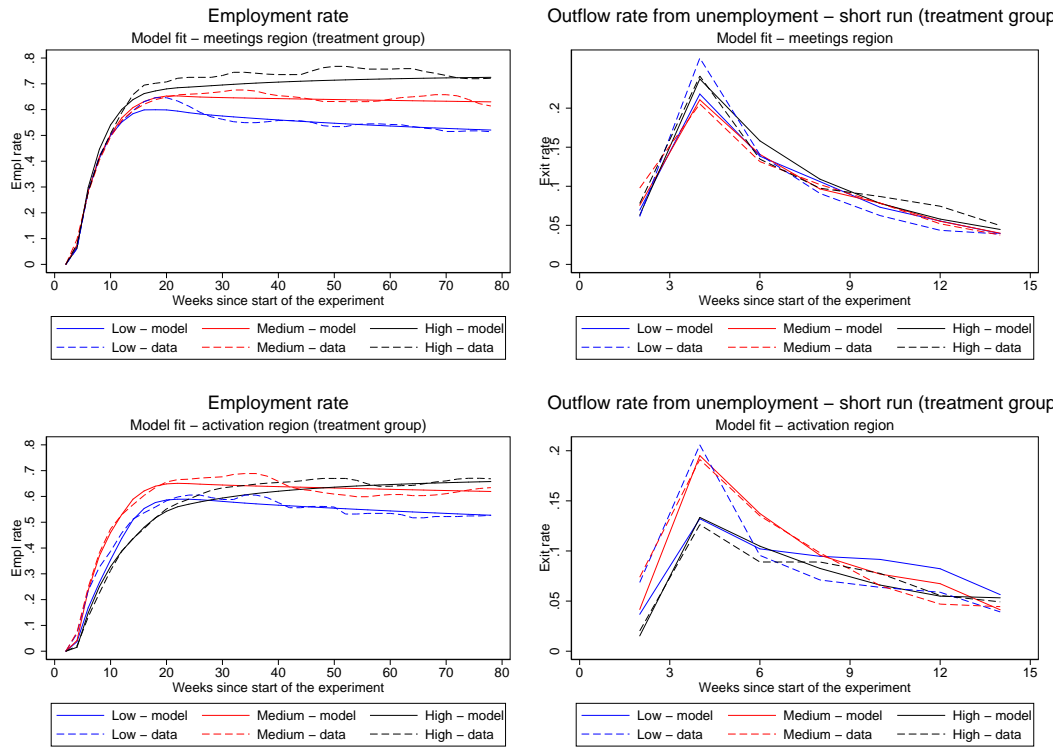 Employment rate
Model fit − meetings region (treatment group)
Empl rate
0 .1 .2 .3 .4 .5 .6 .7 .8
0 10 20 30 40 50 60 70 80
Weeks since start of the experiment
Low − model Medium − model High − model
Low − data Medium − data High − data
Outflow rate from unemployment − short run (treatment group
Model fit − meetings region
Exit rate
0 .05 .1 .15 .2
0 3 6 9 12 15
Weeks since start of the experiment
Low − model Medium − model High − model
Low − data Medium − data High − data
Employment rate
Model fit − activation region (treatment group)
Empl rate
0 .1 .2 .3 .4 .5 .6 .7 .8
0 10 20 30 40 50 60 70 80
Weeks since start of the experiment
Low − model Medium − model High − model
Low − data Medium − data High − data
Outflow rate from unemployment − short run (treatment group
Model fit − activation region
Exit rate
0 .05 .1 .15 .2
0 3 6 9 12 15
Weeks since start of the experiment
Low − model Medium − model High − model
Low − data Medium − data High − data